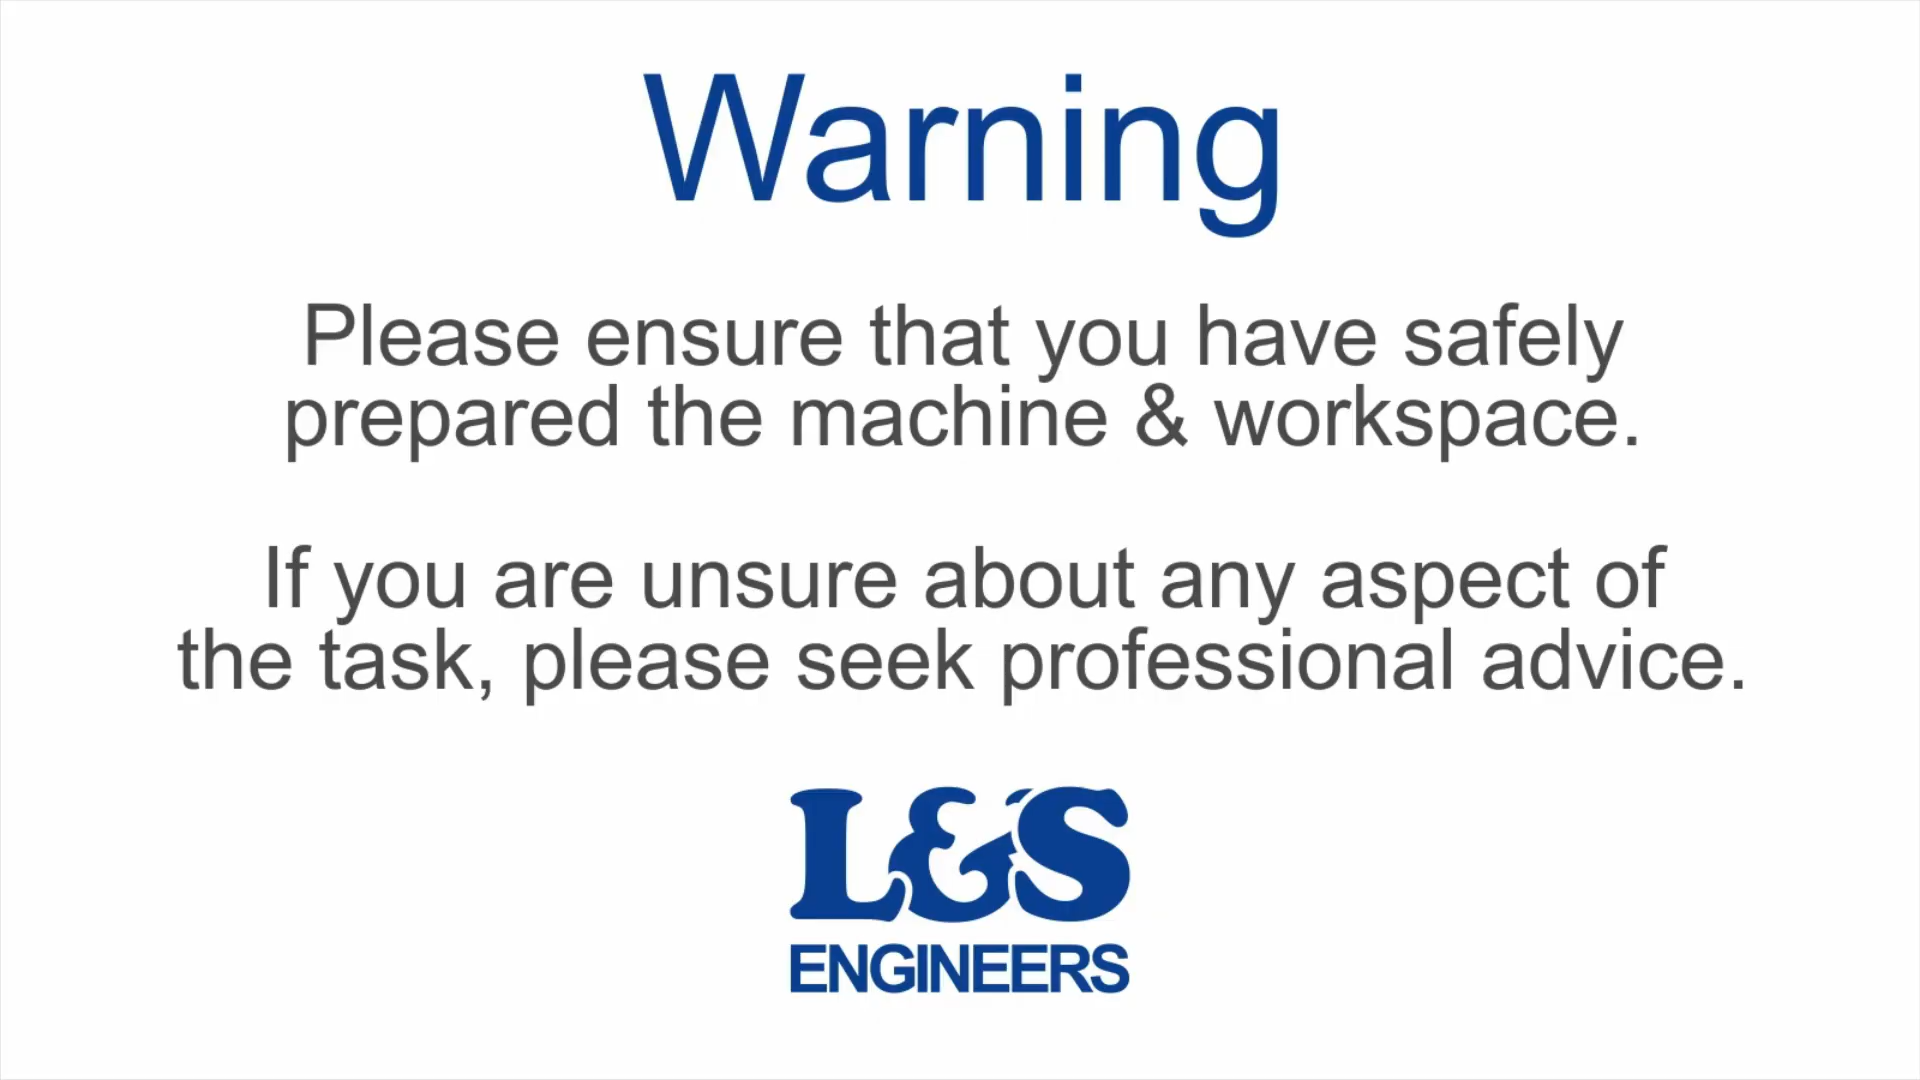 Warning
Please ensure that you have safely
prepared the machine & workspace.
If you are unsure about any aspect of
the task, please seek professional advice.
L&S
ENGINEERS